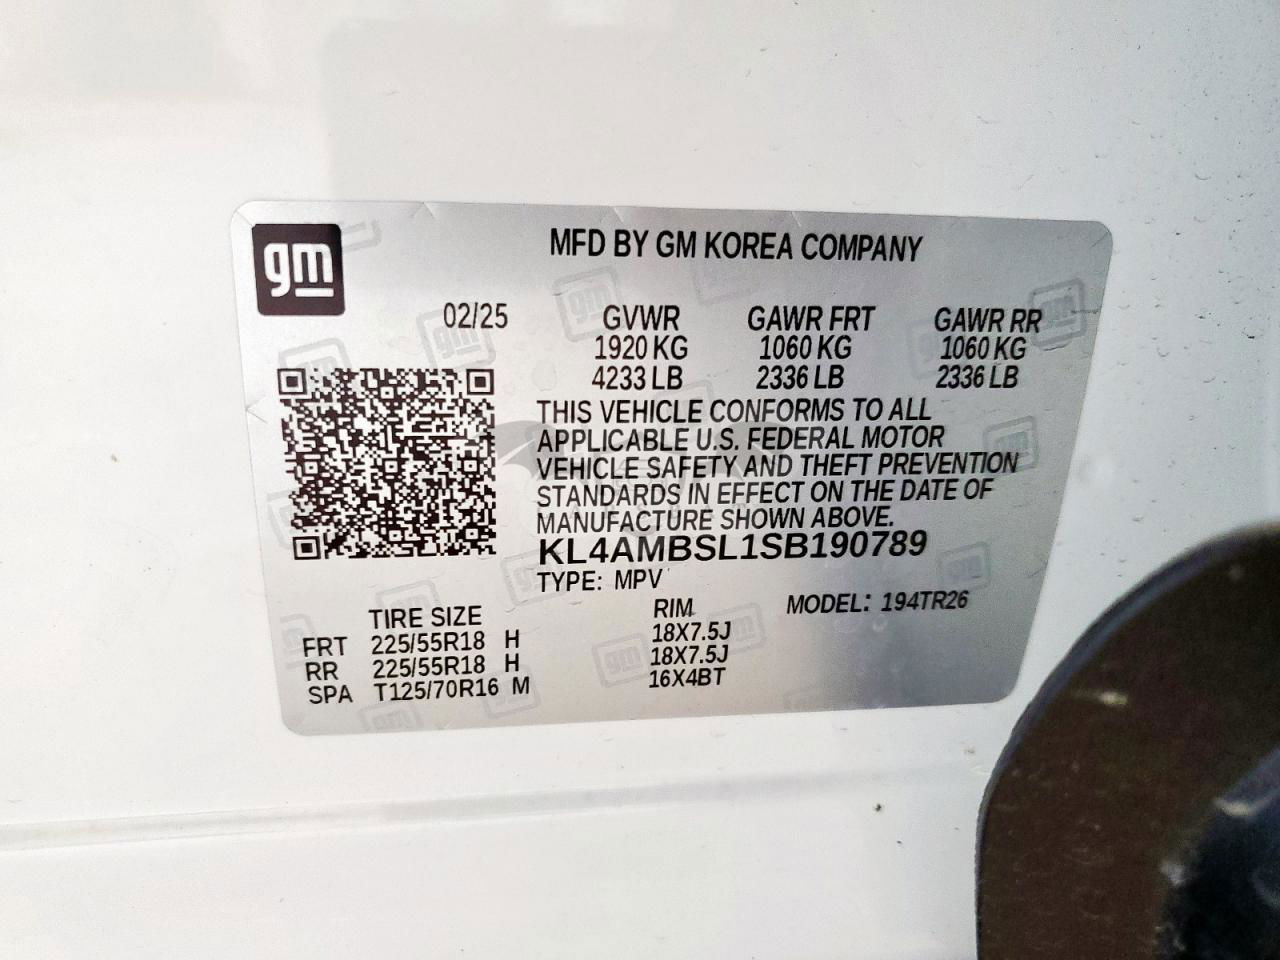 gm
MFD BY GM KOREA COMPANY
02/25 GVWR GAWR FRT GAWR RR
1920 KG 1060 KG 1060 KG
4233 LB 2336 LB 2336 LB
THIS VEHICLE CONFORMS TO ALL
APPLICABLE U.S. FEDERAL MOTOR
VEHICLE SAFETY AND THEFT PREVENTION
STANDARDS IN EFFECT ON THE DATE OF
MANUFACTURE SHOWN ABOVE.
KL4AMBSL1SB190789
TYPE: MPV
TIRE SIZE RIM MODEL: 194TR26
FRT 225/55R18 H 18X7.5J
RR 225/55R18 H 18X7.5J
SPA T125/70R16 M 16X4BT